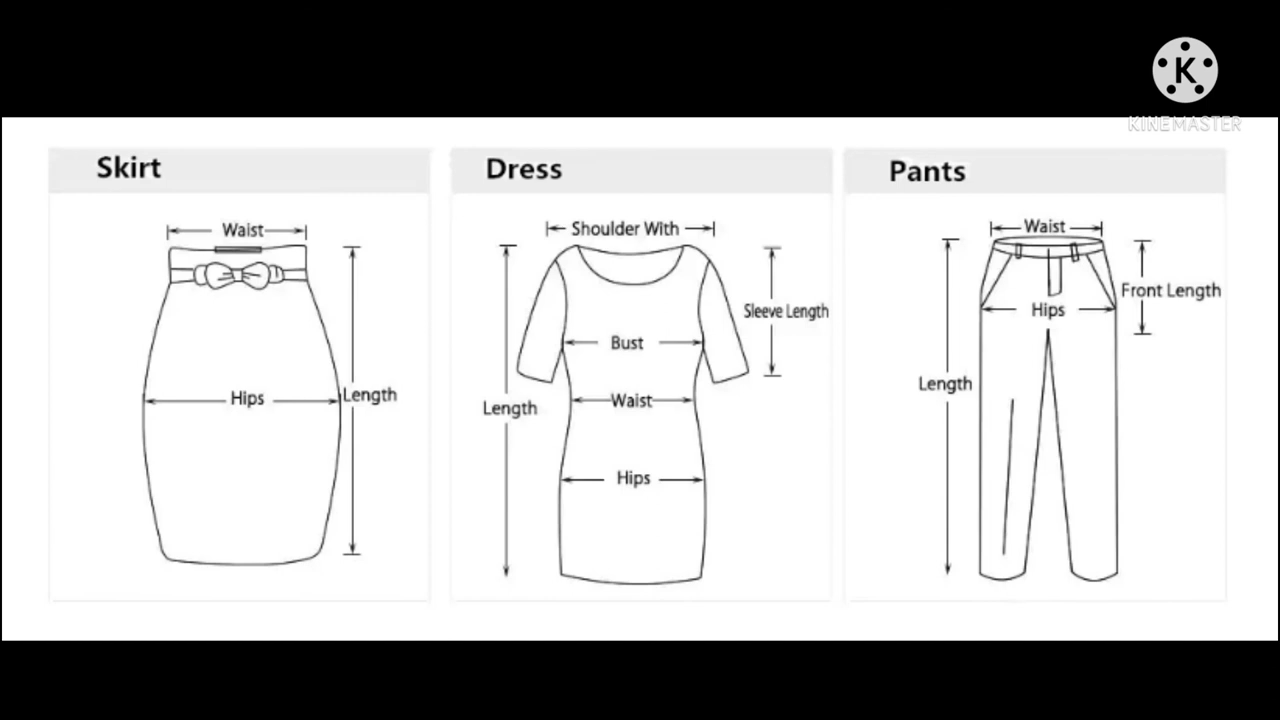 K
KINEMASTER
Skirt
Waist
Hips
Length
Dress
Shoulder With
Sleeve Length
Bust
Waist
Length
Hips
Pants
Waist
Front Length
Hips
Length